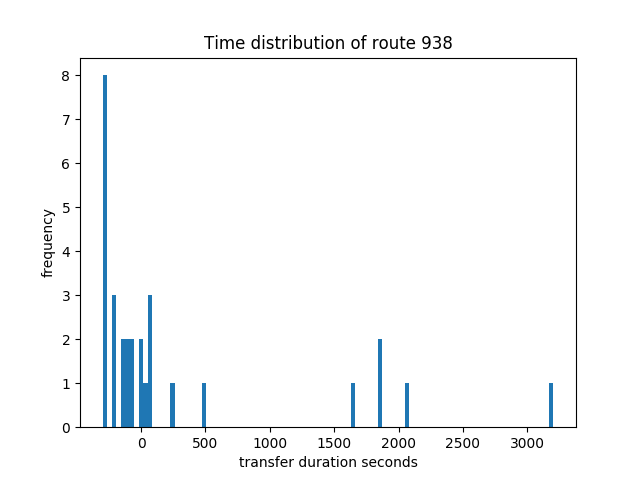 Time distribution of route 938
frequency
8
7
6
5
4
3
2
1
0
0 500 1000 1500 2000 2500 3000
transfer duration seconds